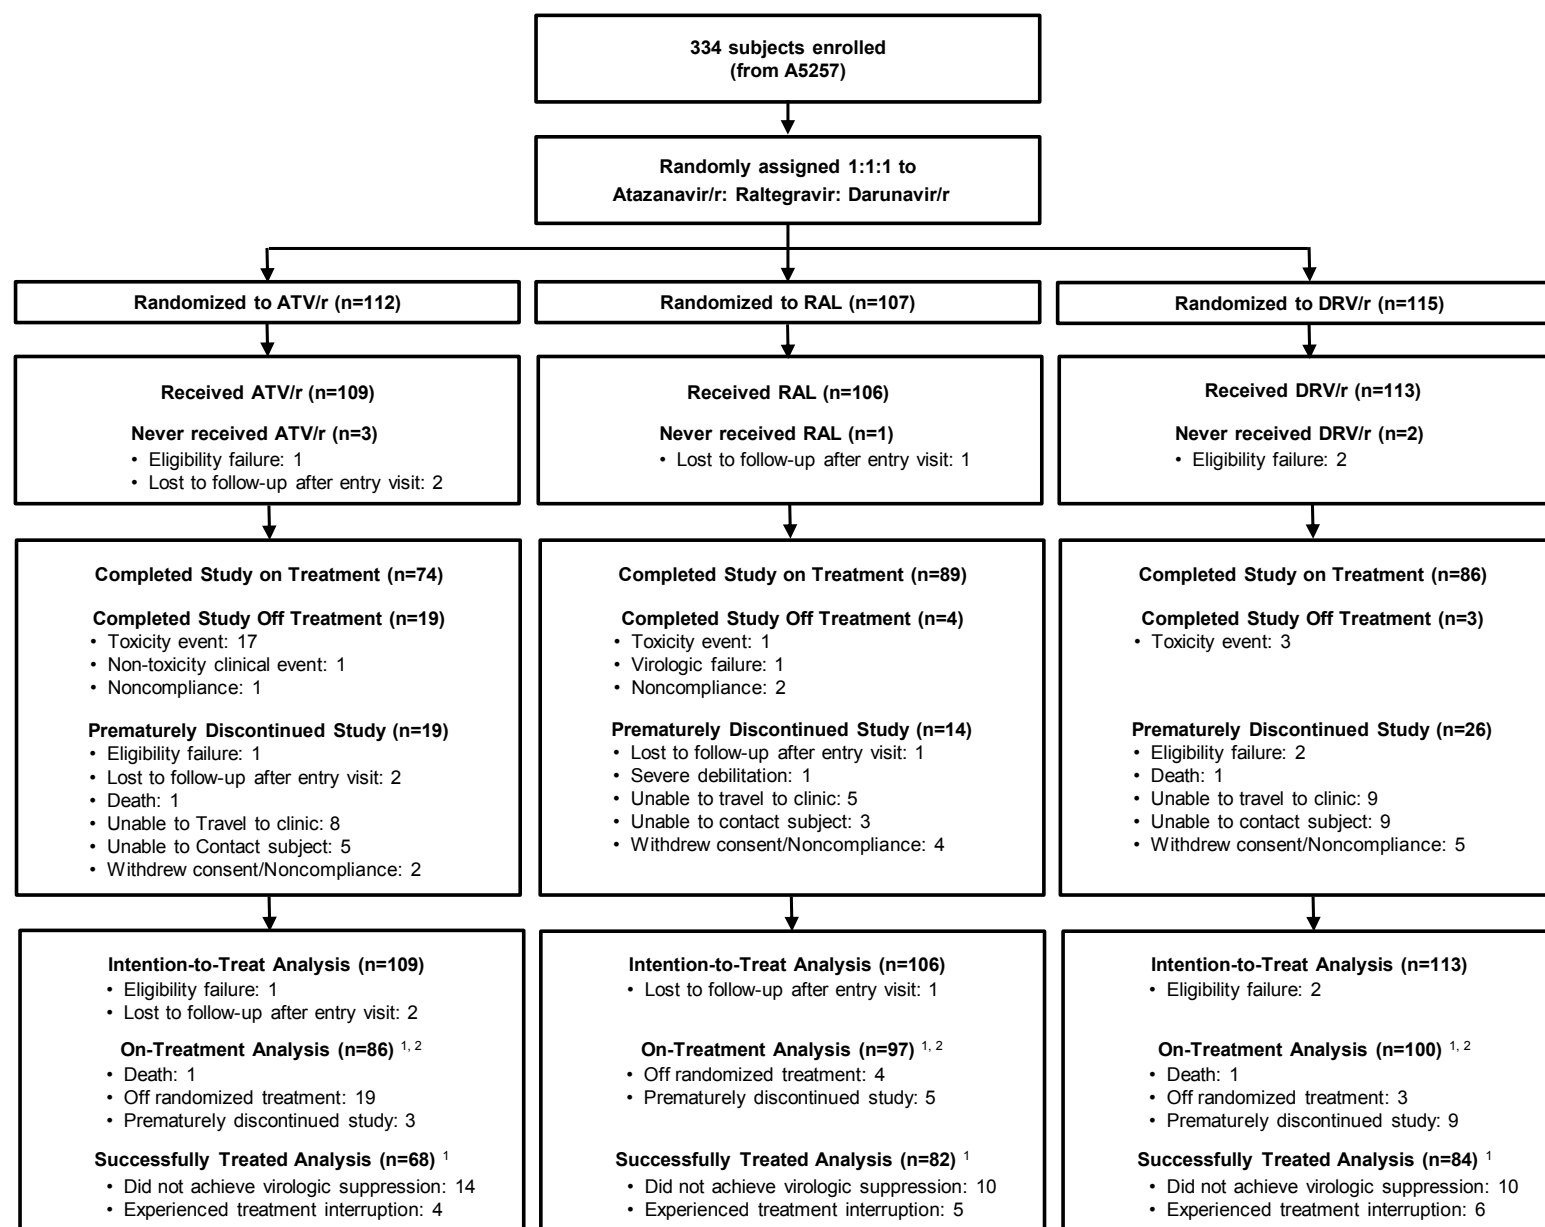 334 subjects enrolled
(from A5257)
Randomly assigned 1:1:1 to
Atazanavir/r: Raltegravir: Darunavir/r
Randomized to ATV/r (n=112)
Randomized to RAL (n=107)
Randomized to DRV/r (n=115)
Received ATV/r (n=109)
Never received ATV/r (n=3)
• Eligibility failure: 1
• Lost to follow-up after entry visit: 2
Received RAL (n=106)
Never received RAL (n=1)
• Lost to follow-up after entry visit: 1
Received DRV/r (n=113)
Never received DRV/r (n=2)
• Eligibility failure: 2
Completed Study on Treatment (n=74)
Completed Study Off Treatment (n=19)
• Toxicity event: 17
• Non-toxicity clinical event: 1
• Noncompliance: 1
Prematurely Discontinued Study (n=19)
• Eligibility failure: 1
• Lost to follow-up after entry visit: 2
• Death: 1
• Unable to Travel to clinic: 8
• Unable to Contact subject: 5
• Withdrew consent/Noncompliance: 2
Completed Study on Treatment (n=89)
Completed Study Off Treatment (n=4)
• Toxicity event: 1
• Virologic failure: 1
• Noncompliance: 2
Prematurely Discontinued Study (n=14)
• Lost to follow-up after entry visit: 1
• Severe debilitation: 1
• Unable to travel to clinic: 5
• Unable to contact subject: 3
• Withdrew consent/Noncompliance: 4
Completed Study on Treatment (n=86)
Completed Study Off Treatment (n=3)
• Toxicity event: 3
Prematurely Discontinued Study (n=26)
• Eligibility failure: 2
• Death: 1
• Unable to travel to clinic: 9
• Unable to contact subject: 9
• Withdrew consent/Noncompliance: 5
Intention-to-Treat Analysis (n=109)
• Eligibility failure: 1
• Lost to follow-up after entry visit: 2
On-Treatment Analysis (n=86) 1, 2
• Death: 1
• Off randomized treatment: 19
• Prematurely discontinued study: 3
Successfully Treated Analysis (n=68) 1
• Did not achieve virologic suppression: 14
• Experienced treatment interruption: 4
Intention-to-Treat Analysis (n=106)
• Lost to follow-up after entry visit: 1
On-Treatment Analysis (n=97) 1, 2
• Off randomized treatment: 4
• Prematurely discontinued study: 5
Successfully Treated Analysis (n=82) 1
• Did not achieve virologic suppression: 10
• Experienced treatment interruption: 5
Intention-to-Treat Analysis (n=113)
• Eligibility failure: 2
On-Treatment Analysis (n=100) 1, 2
• Death: 1
• Off randomized treatment: 3
• Prematurely discontinued study: 9
Successfully Treated Analysis (n=84) 1
• Did not achieve virologic suppression: 10
• Experienced treatment interruption: 6